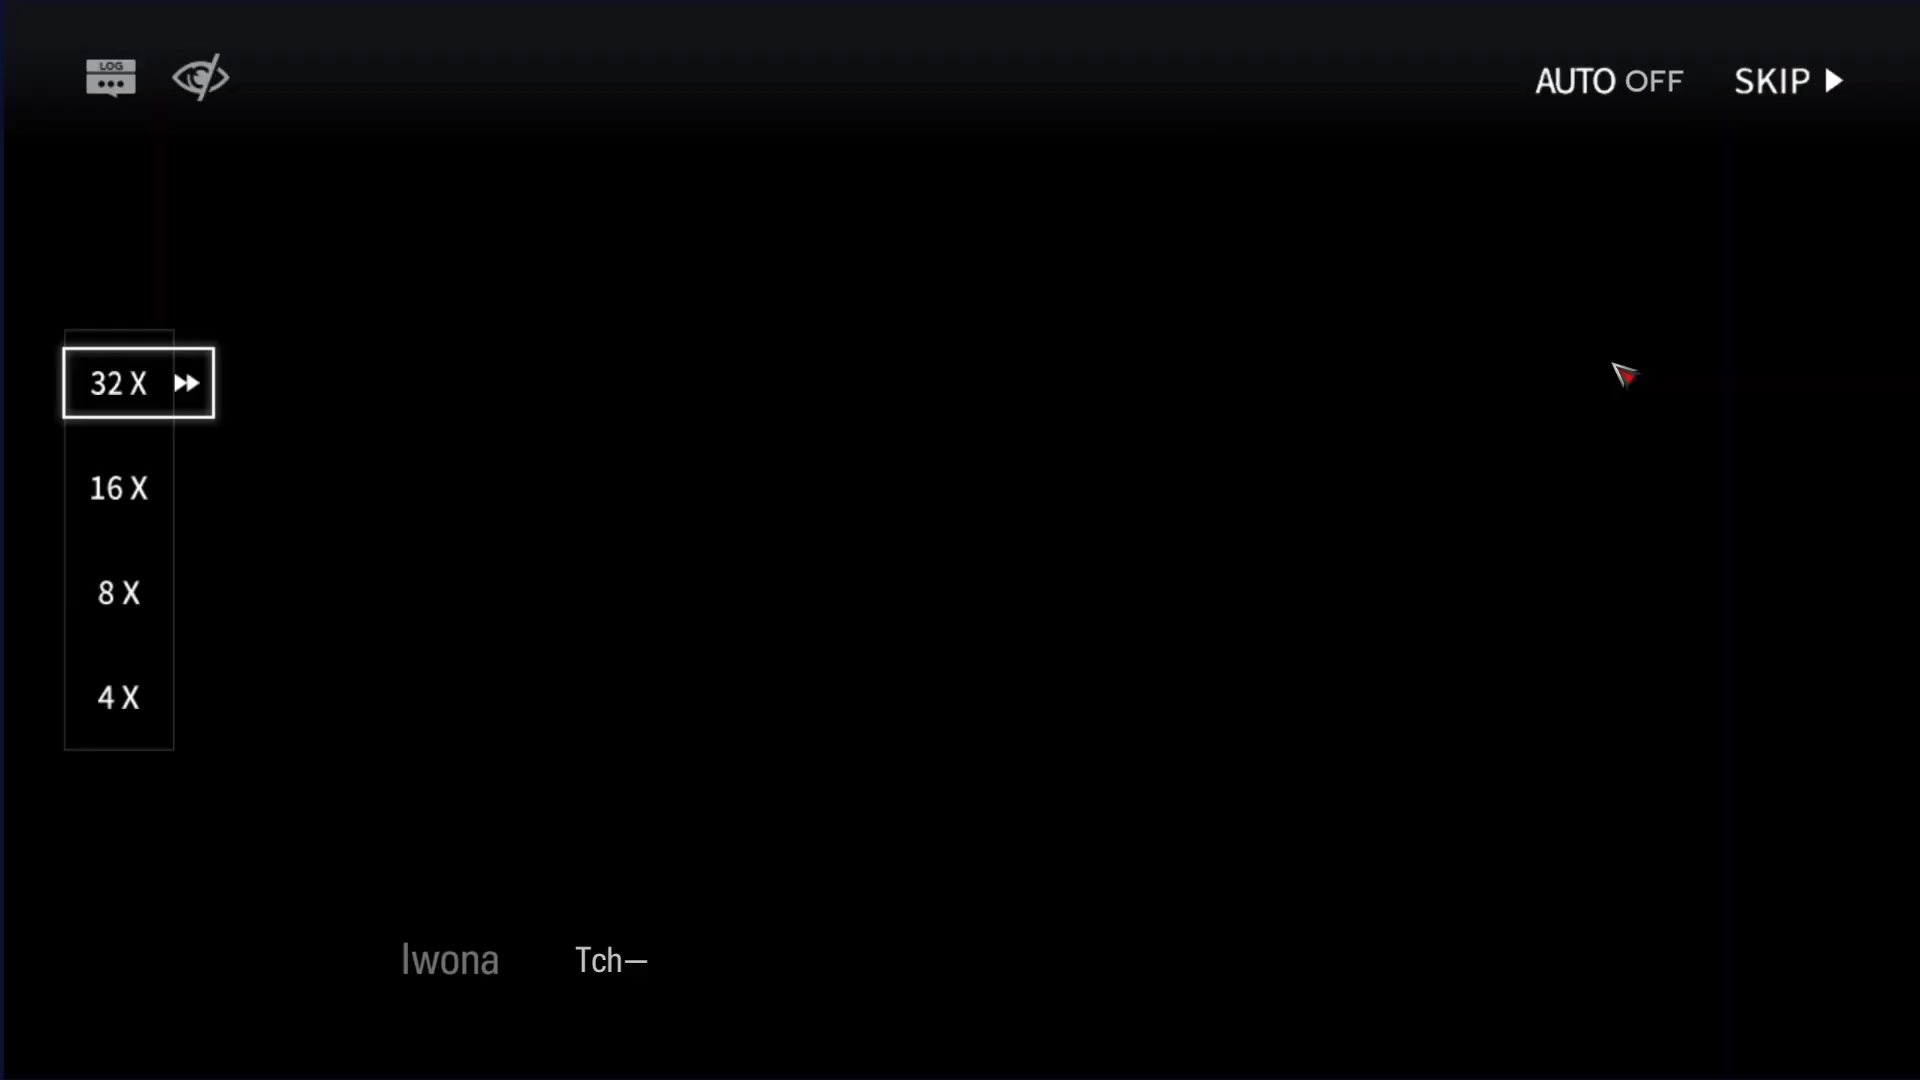 LOG
AUTO OFF
SKIP
32 X
16 X
8 X
4 X
Iwona
Tch—